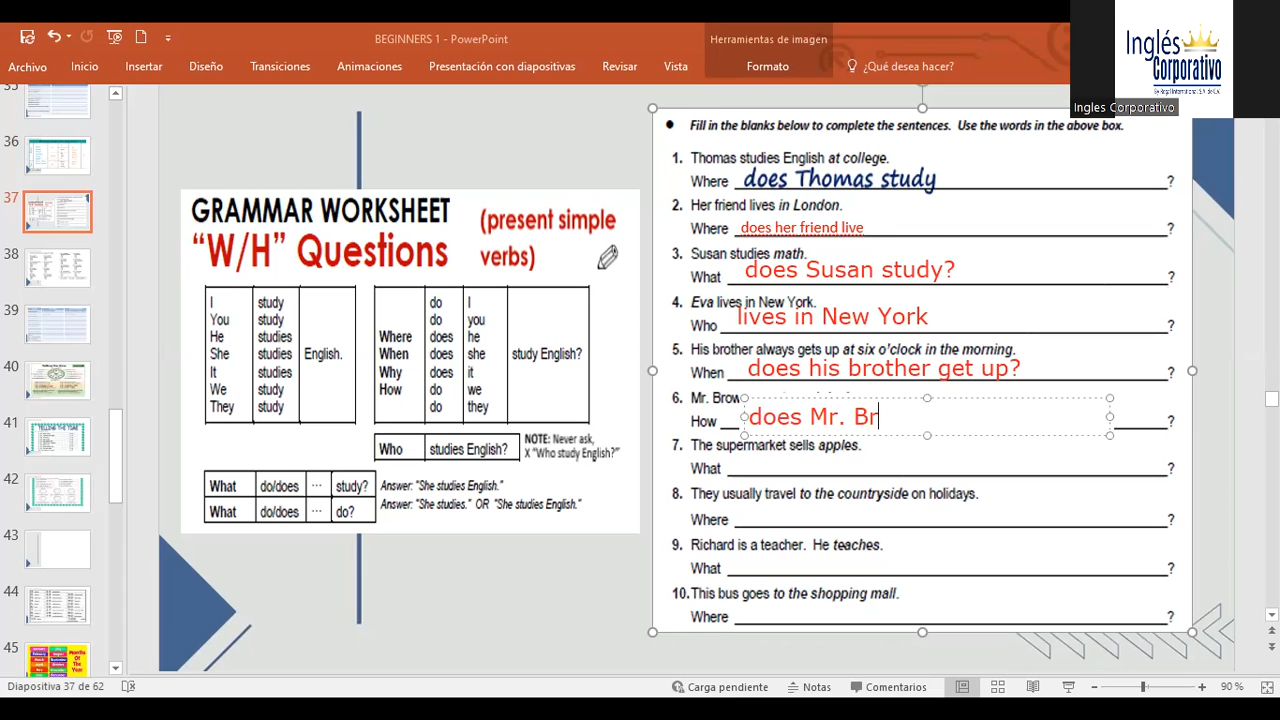 BEGINNERS 1 - PowerPoint
Herramientas de imagen
Archivo Inicio Insertar Diseño Transiciones Animaciones Presentación con diapositivas Revisar Vista Formato ¿Qué desea hacer?
Inglés
Corporativo
Ingles Corporativo
36
37
38
39
40
41
42
43
44
45
GRAMMAR WORKSHEET
"W/H" Questions
(present simple
verbs)
I study
You study
He studies
She studies English.
It studies
We study
They study
do I
do you
Where does he
When does she study English?
Why does it
How do we
do they
Who studies English?
NOTE: Never ask,
X "Who study English?"
What do/does ... study? Answer: "She studies English."
What do/does ... do? Answer: "She studies." OR "She studies English."
Fill in the blanks below to complete the sentences. Use the words in the above box.
1. Thomas studies English at college.
Where does Thomas study ?
2. Her friend lives in London.
Where does her friend live ?
3. Susan studies math.
What does Susan study? ?
4. Eva lives in New York.
Who lives in New York ?
5. His brother always gets up at six o'clock in the morning.
When does his brother get up? ?
6. Mr. Brow
How does Mr. Br ?
7. The supermarket sells apples.
What ?
8. They usually travel to the countryside on holidays.
Where ?
9. Richard is a teacher. He teaches.
What ?
10. This bus goes to the shopping mall.
Where ?
Diapositiva 37 de 62
Carga pendiente Notas Comentarios 90 %